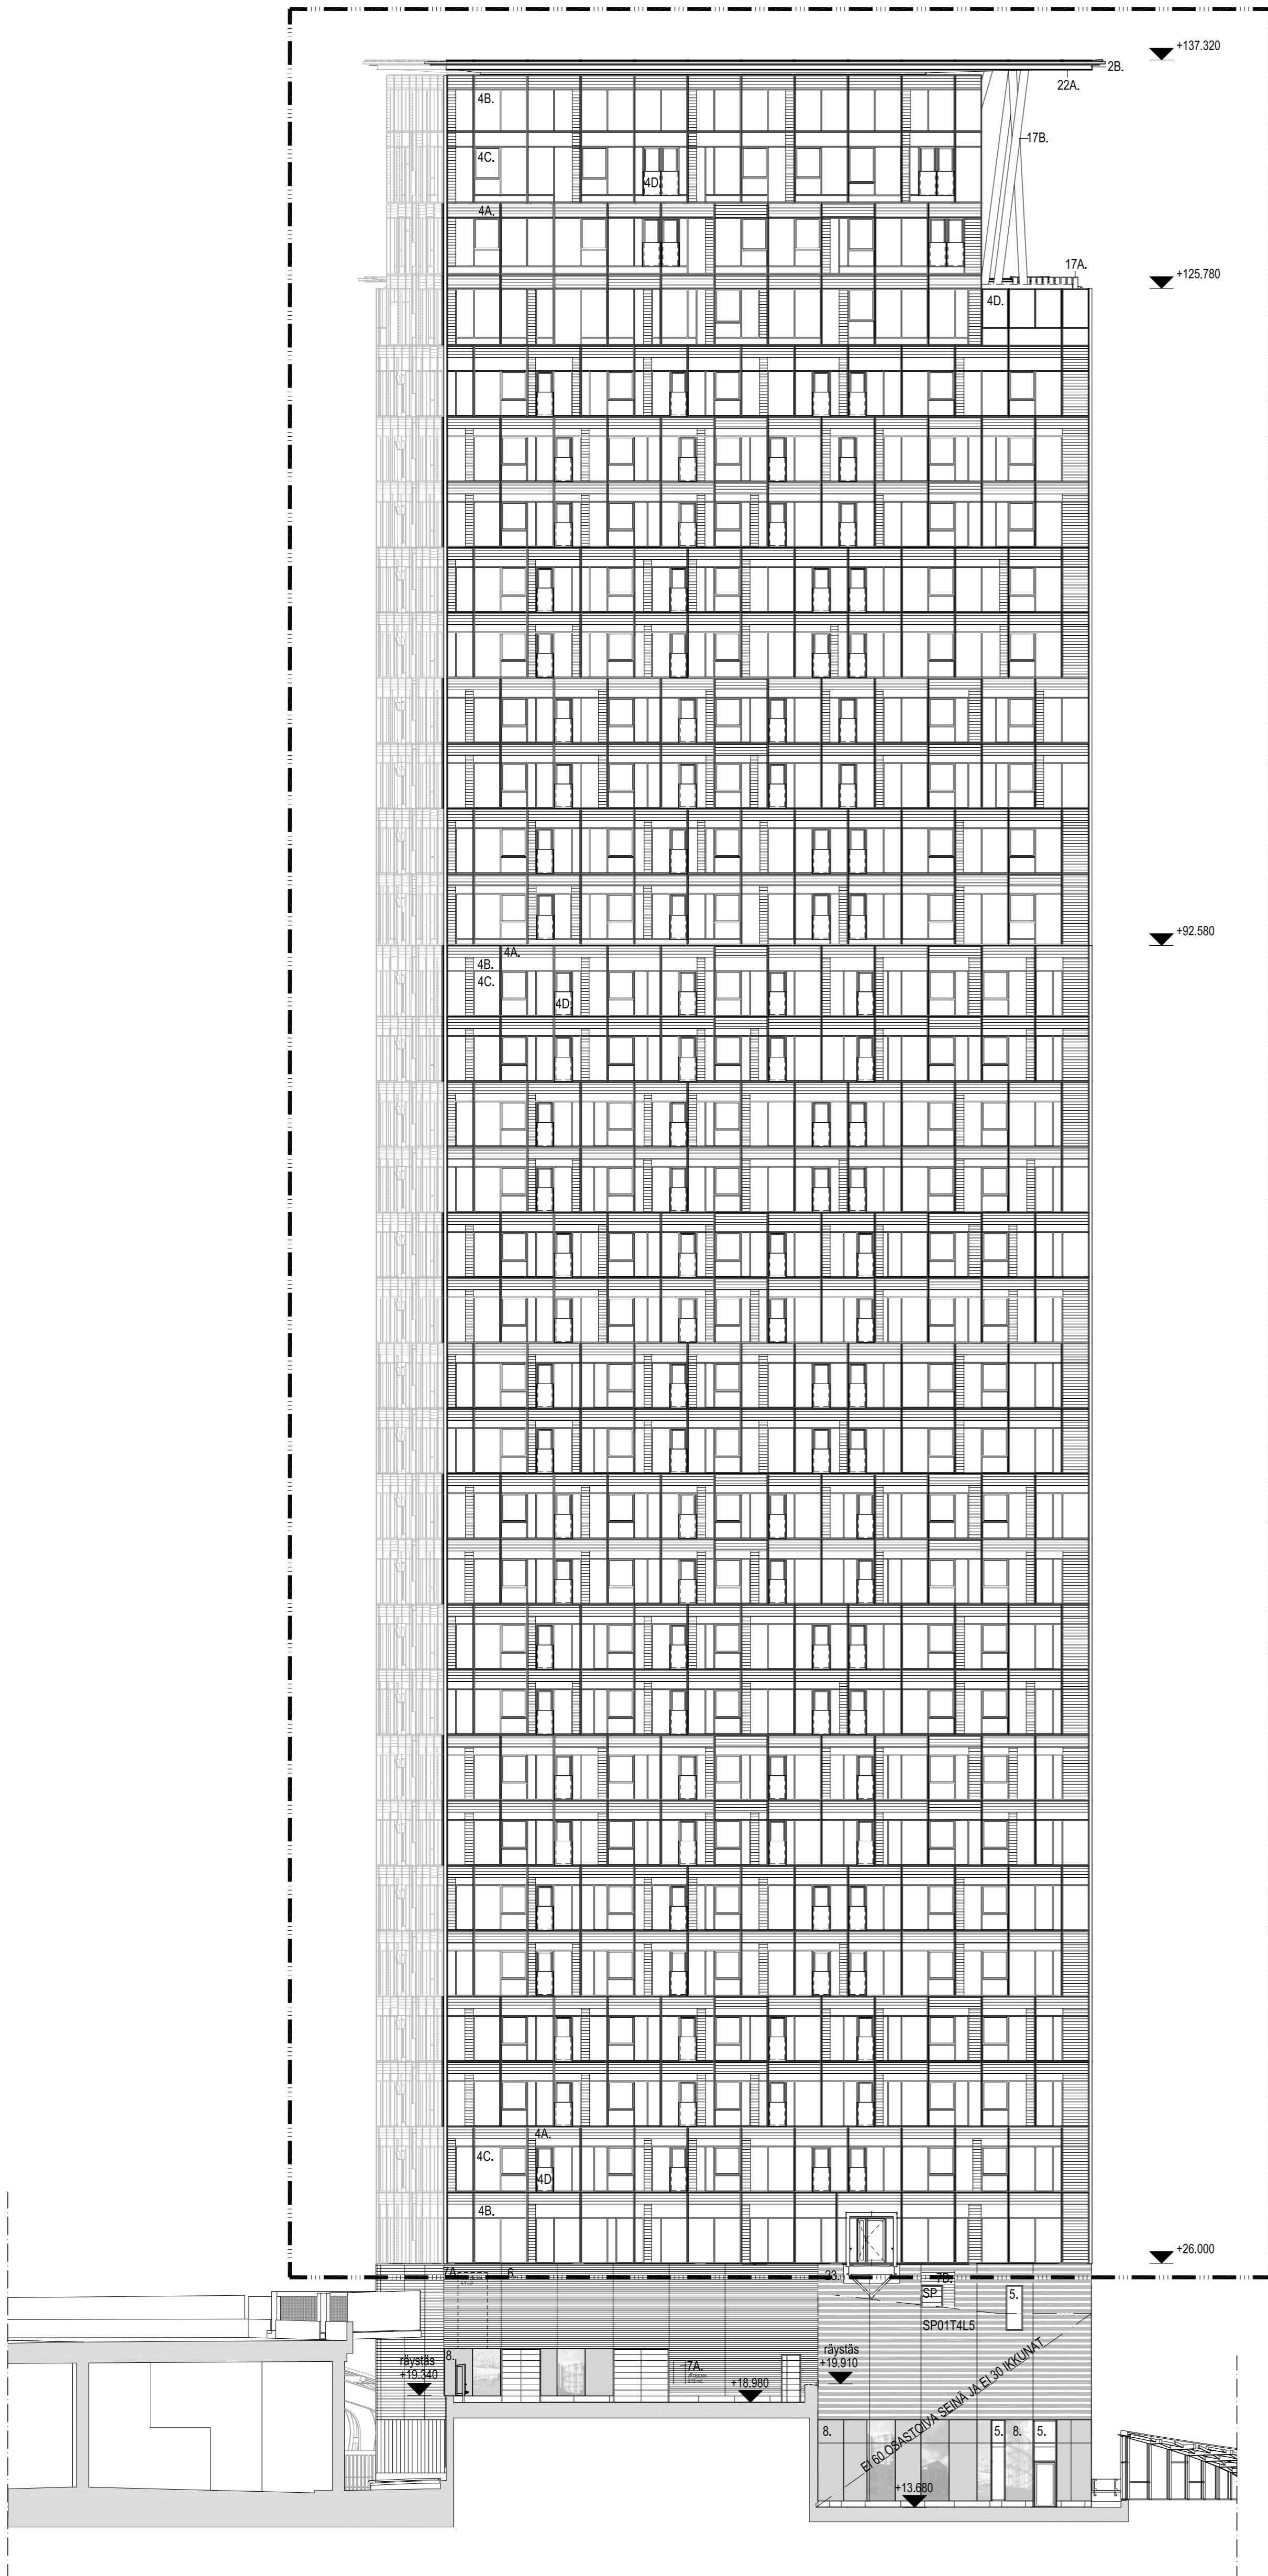 +137.320
2B.
22A.
4B.
17B.
4C.
4D.
4A.
17A.
+125.780
4D.
+92.580
4A.
4B.
4C.
4D.
4A.
4C.
4D
4B.
+26.000
7A.
6.
23.
7B.
SP
5.
SP01T4L5
räystäs
+19.340
8.
7A.
+18.980
räystäs
+19.910
EI 60 OSASTOIVA SEINÄ JA EI 30 IKKUNAT
8.
5.
8.
5.
+13.680